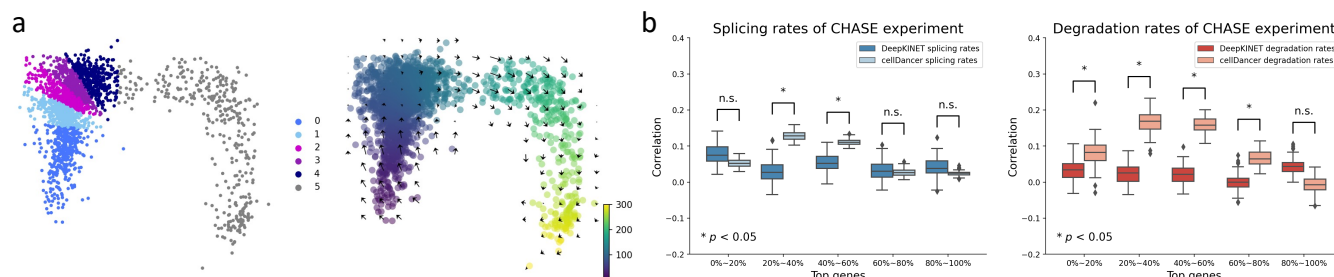 a
0
1
2
3
4
5
300
200
100
b
Splicing rates of CHASE experiment
DeepKINET splicing rates
cellDancer splicing rates
0.4
0.3
0.2
0.1
0.0
−0.1
−0.2
Correlation
n.s.
*
*
n.s.
n.s.
* p < 0.05
0%~20%
20%~40%
40%~60%
60%~80%
80%~100%
Top genes
Degradation rates of CHASE experiment
DeepKINET degradation rates
cellDancer degradation rates
0.4
0.3
0.2
0.1
0.0
−0.1
−0.2
Correlation
*
*
*
*
n.s.
* p < 0.05
0%~20%
20%~40%
40%~60%
60%~80%
80%~100%
Top genes